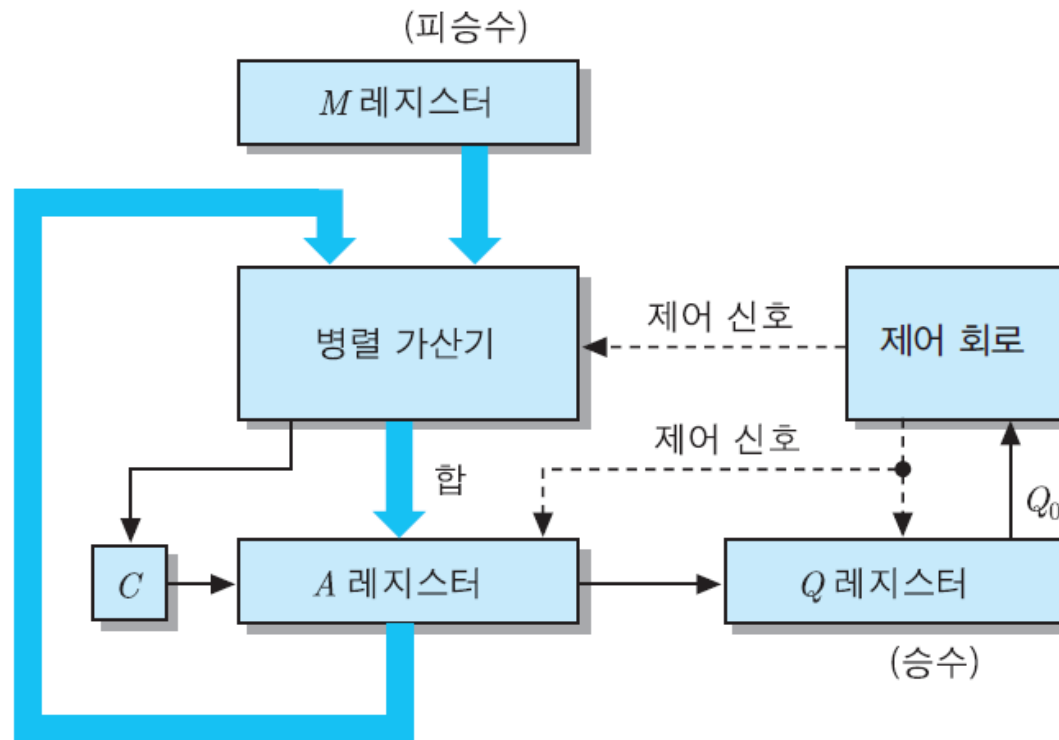 (피승수)
M 레지스터
병렬 가산기
제어 신호
제어 회로
제어 신호
합
Q₀
C
A 레지스터
Q 레지스터
(승수)